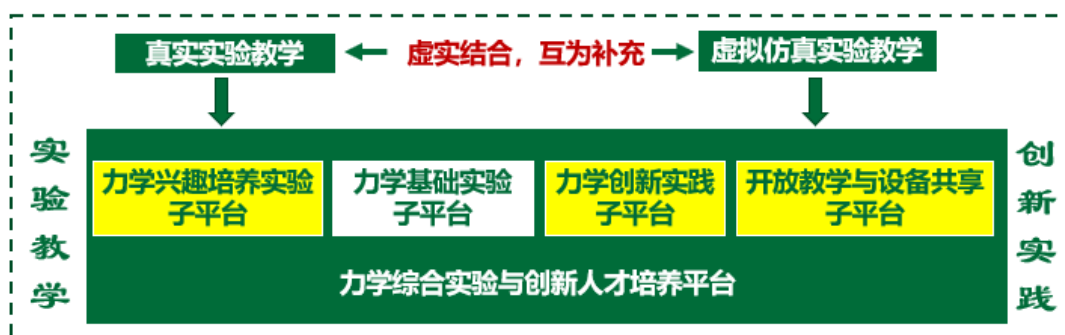 真实实验教学
虚实结合，互为补充
虚拟仿真实验教学
实验教学
力学兴趣培养实验
子平台
力学基础实验
子平台
力学创新实践
子平台
开放教学与设备共享
子平台
力学综合实验与创新人才培养平台
创新实践